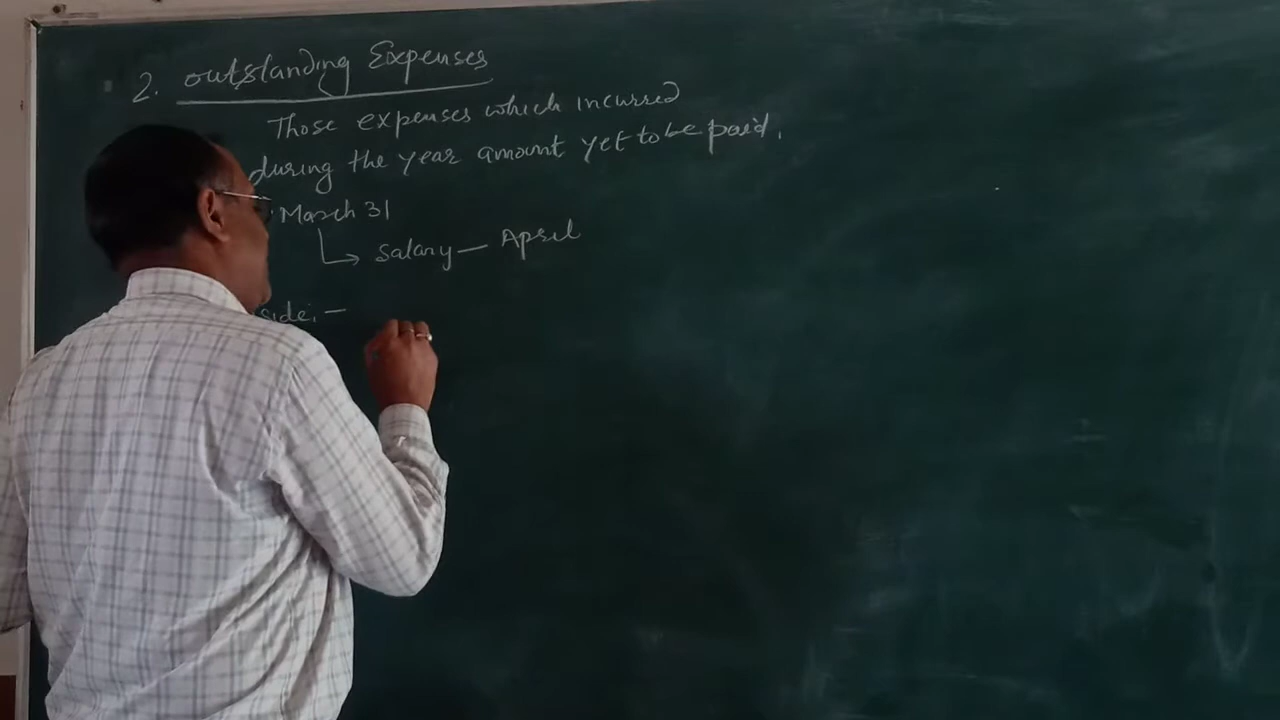 2. outstanding Expenses
Those expenses which incurred
during the year amount yet to be paid.
March 31
Salary — April
side:—